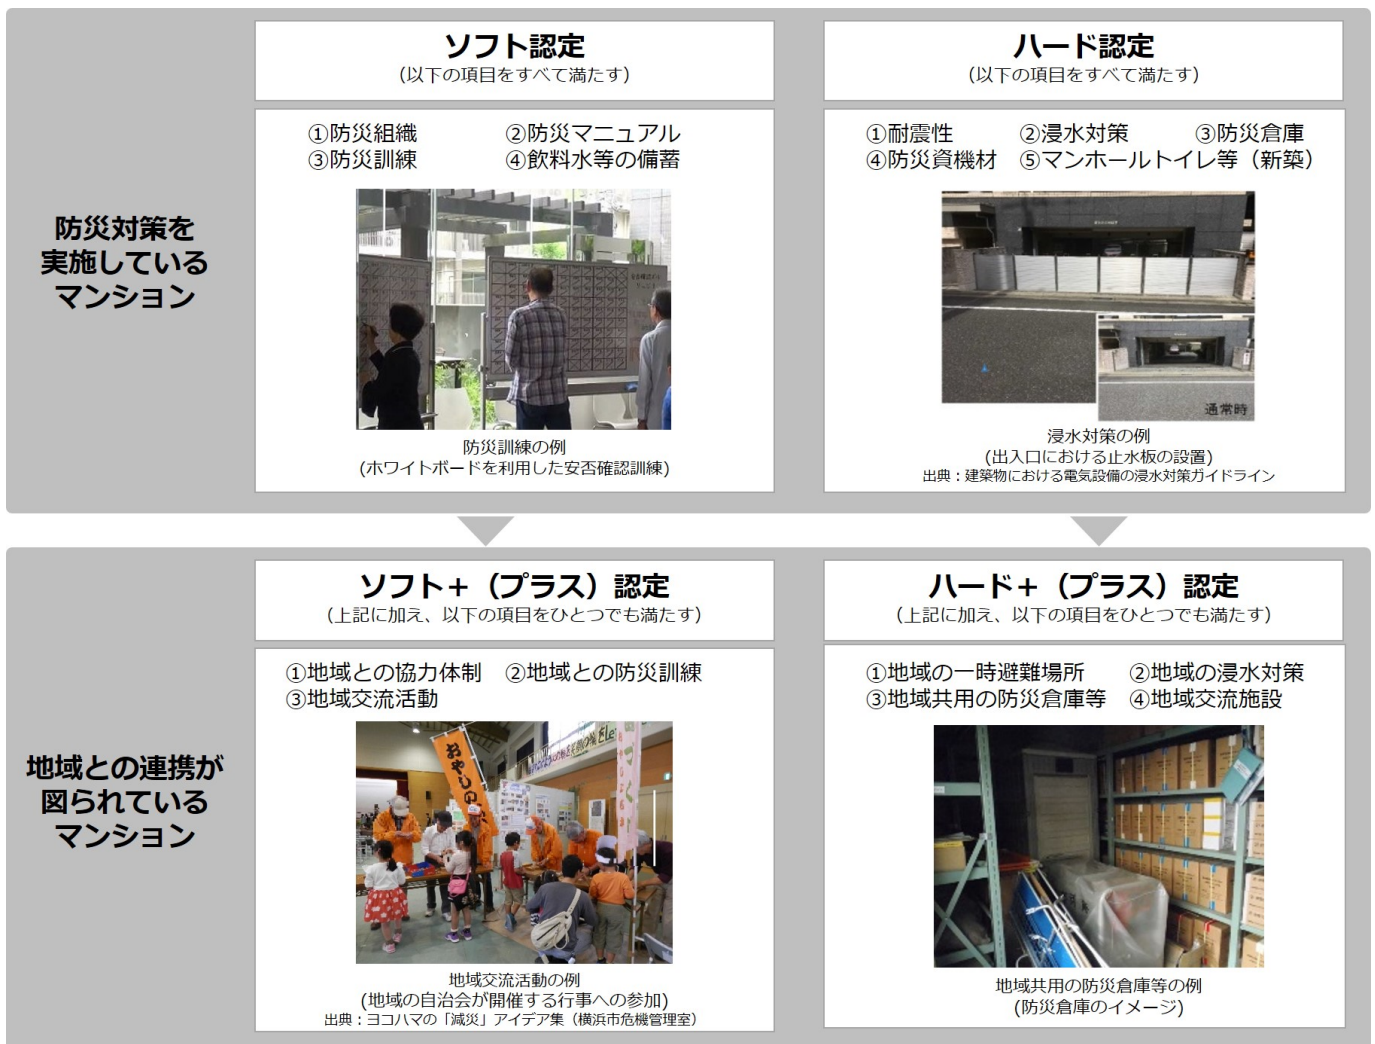 防災対策を
実施している
マンション
ソフト認定
（以下の項目をすべて満たす）
①防災組織 ②防災マニュアル
③防災訓練 ④飲料水等の備蓄
防災訓練の例
(ホワイトボードを利用した安否確認訓練)
ハード認定
（以下の項目をすべて満たす）
①耐震性 ②浸水対策 ③防災倉庫
④防災資機材 ⑤マンホールトイレ等（新築）
通常時
浸水対策の例
(出入口における止水板の設置)
出典：建築物における電気設備の浸水対策ガイドライン
地域との連携が
図られている
マンション
ソフト＋（プラス）認定
（上記に加え、以下の項目をひとつでも満たす）
①地域との協力体制 ②地域との防災訓練
③地域交流活動
おやじの
地域交流活動の例
(地域の自治会が開催する行事への参加)
出典：ヨコハマの「減災」アイデア集（横浜市危機管理室）
ハード＋（プラス）認定
（上記に加え、以下の項目をひとつでも満たす）
①地域の一時避難場所 ②地域の浸水対策
③地域共用の防災倉庫等 ④地域交流施設
地域共用の防災倉庫等の例
(防災倉庫のイメージ)